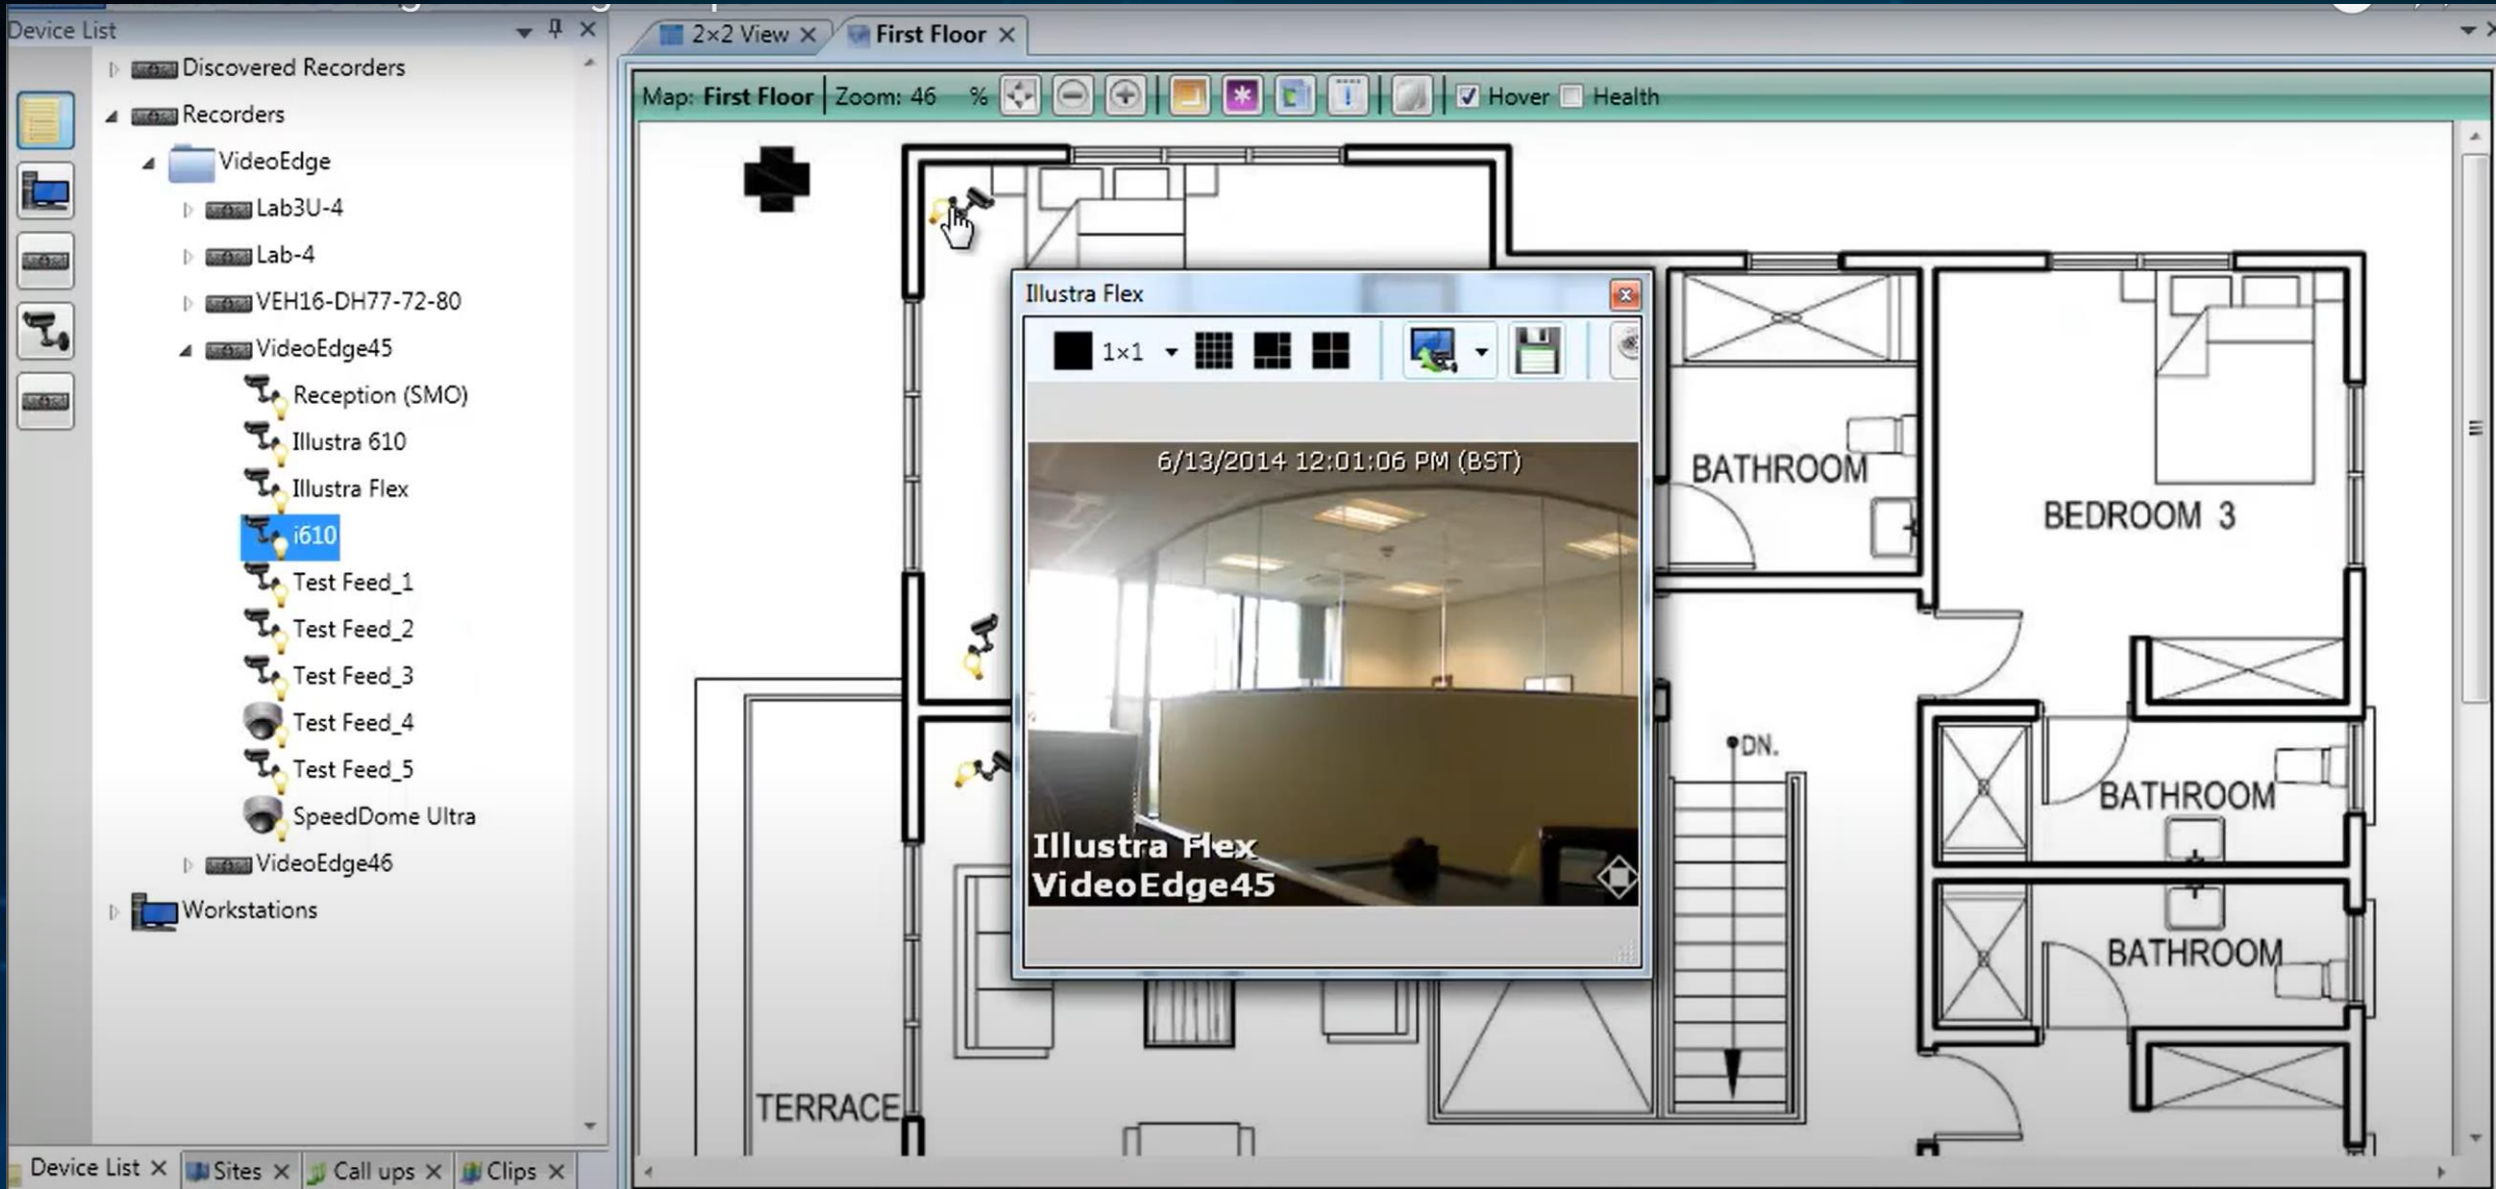 Device List
Discovered Recorders
Recorders
VideoEdge
Lab3U-4
Lab-4
VEH16-DH77-72-80
VideoEdge45
Reception (SMO)
Illustra 610
Illustra Flex
i610
Test Feed_1
Test Feed_2
Test Feed_3
Test Feed_4
Test Feed_5
SpeedDome Ultra
VideoEdge46
Workstations
Device List
Sites
Call ups
Clips
2×2 View
First Floor
Map: First Floor Zoom: 46 %
Hover
Health
Illustra Flex
1×1
6/13/2014 12:01:06 PM (BST)
Illustra Flex
VideoEdge45
BATHROOM
BEDROOM 3
DN.
BATHROOM
BATHROOM
TERRACE